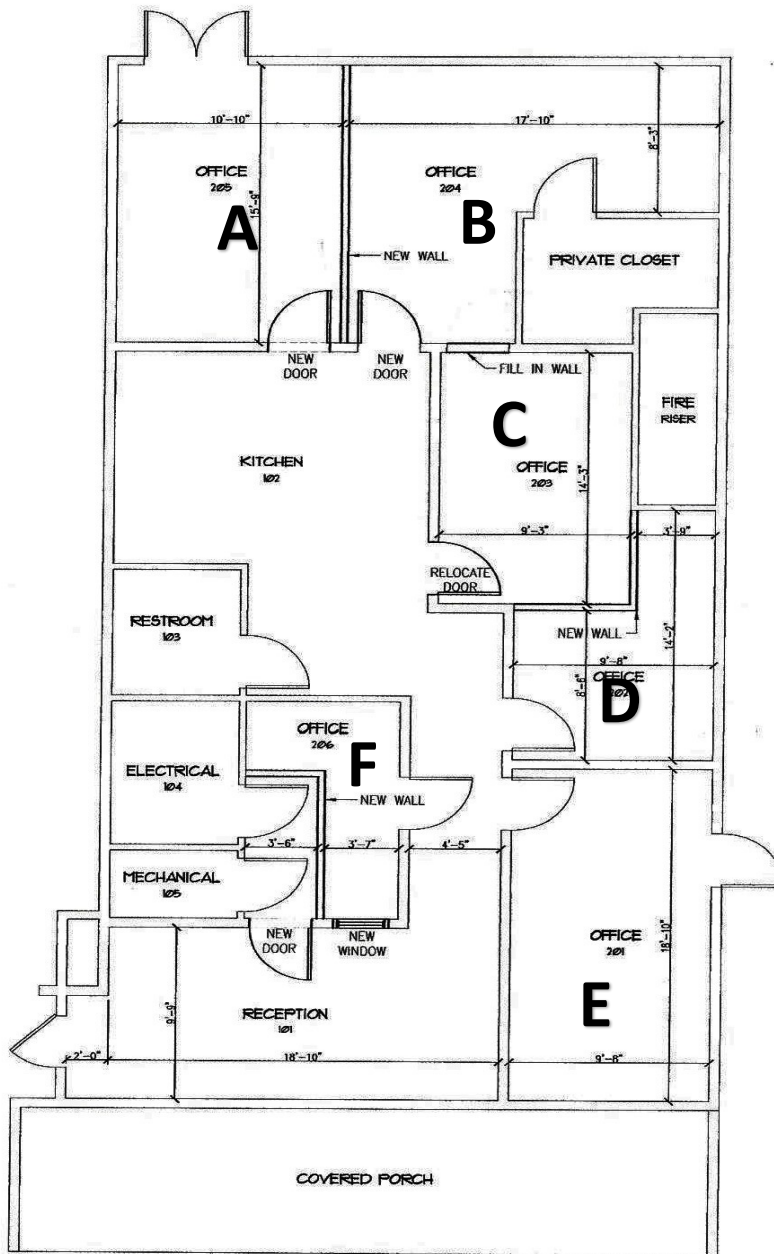 10'-10"
17'-10"
8'-3"
OFFICE
205
15'-9"
A
OFFICE
204
B
NEW WALL
PRIVATE CLOSET
NEW
DOOR
NEW
DOOR
FILL IN WALL
FIRE
RISER
C
OFFICE
203
14'-3"
KITCHEN
102
9'-3"
3'-9"
RELOCATE
DOOR
RESTROOM
103
NEW WALL
14'-2"
9'-8"
8'-6"
OFFICE
202
D
OFFICE
206
F
ELECTRICAL
104
NEW WALL
3'-6"
3'-7"
4'-5"
MECHANICAL
105
NEW
DOOR
NEW
WINDOW
OFFICE
201
18'-10"
E
9'-9"
RECEPTION
101
2'-0"
18'-10"
9'-8"
COVERED PORCH